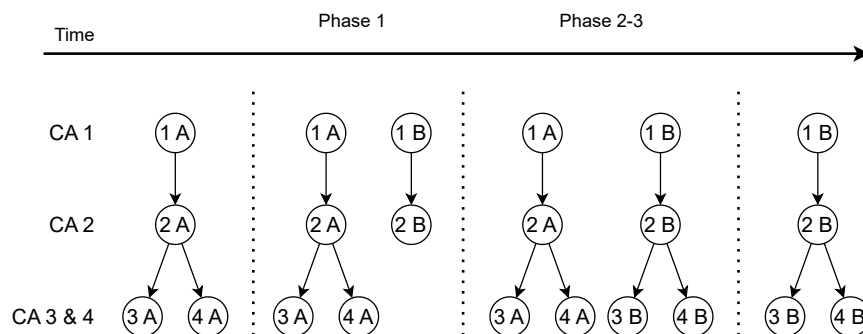 Phase 1 Phase 2-3
Time
CA 1 1 A 1 A 1 B 1 A 1 B 1 B
CA 2 2 A 2 A 2 B 2 A 2 B 2 B
CA 3 & 4 3 A 4 A 3 A 4 A 3 A 4 A 3 B 4 B 3 B 4 B